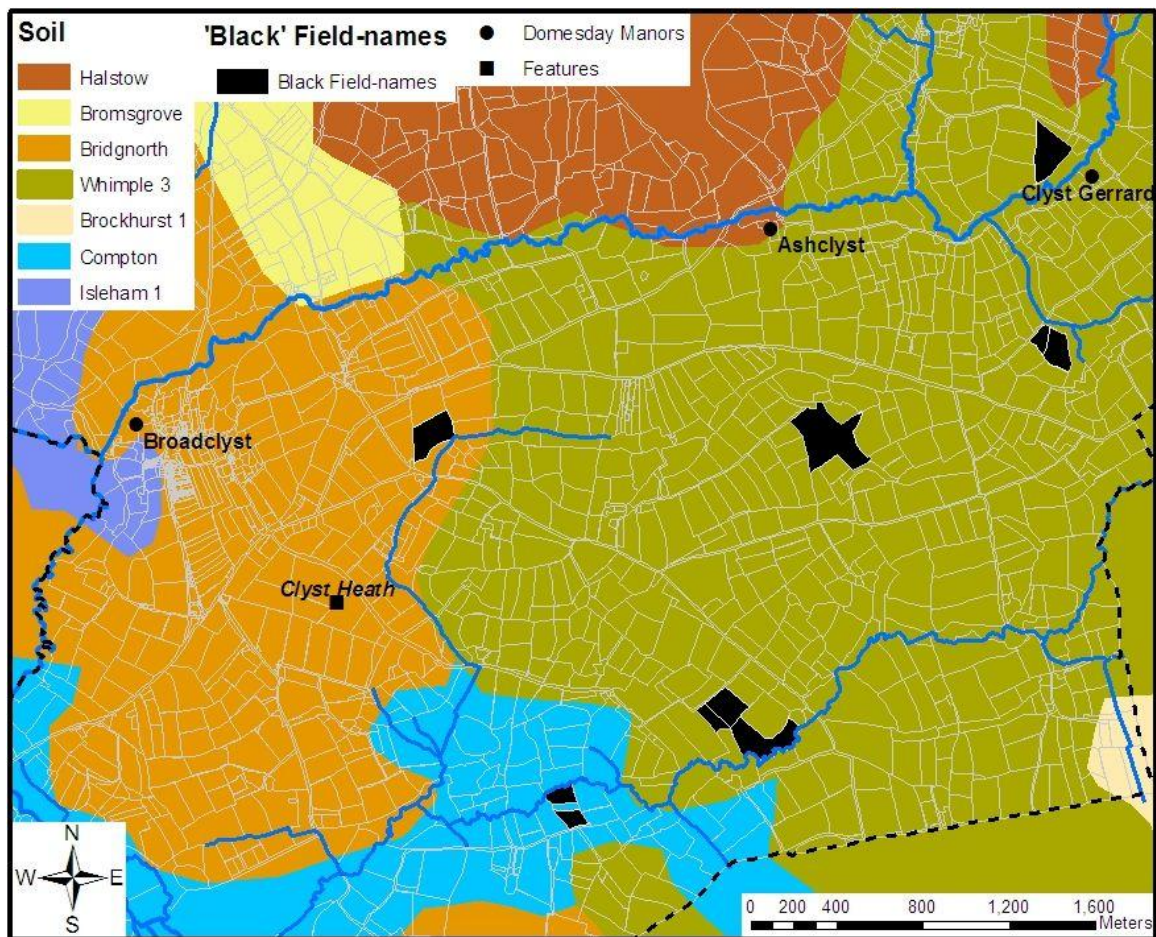 Soil
Halstow
Bromsgrove
Bridgnorth
Whimple 3
Brockhurst 1
Compton
Isleham 1
'Black' Field-names
Black Field-names
Domesday Manors
Features
Clyst Gerrard
Ashclyst
Broadclyst
Clyst Heath
N
W E
S
0 200 400 800 1,200 1,600
Meters